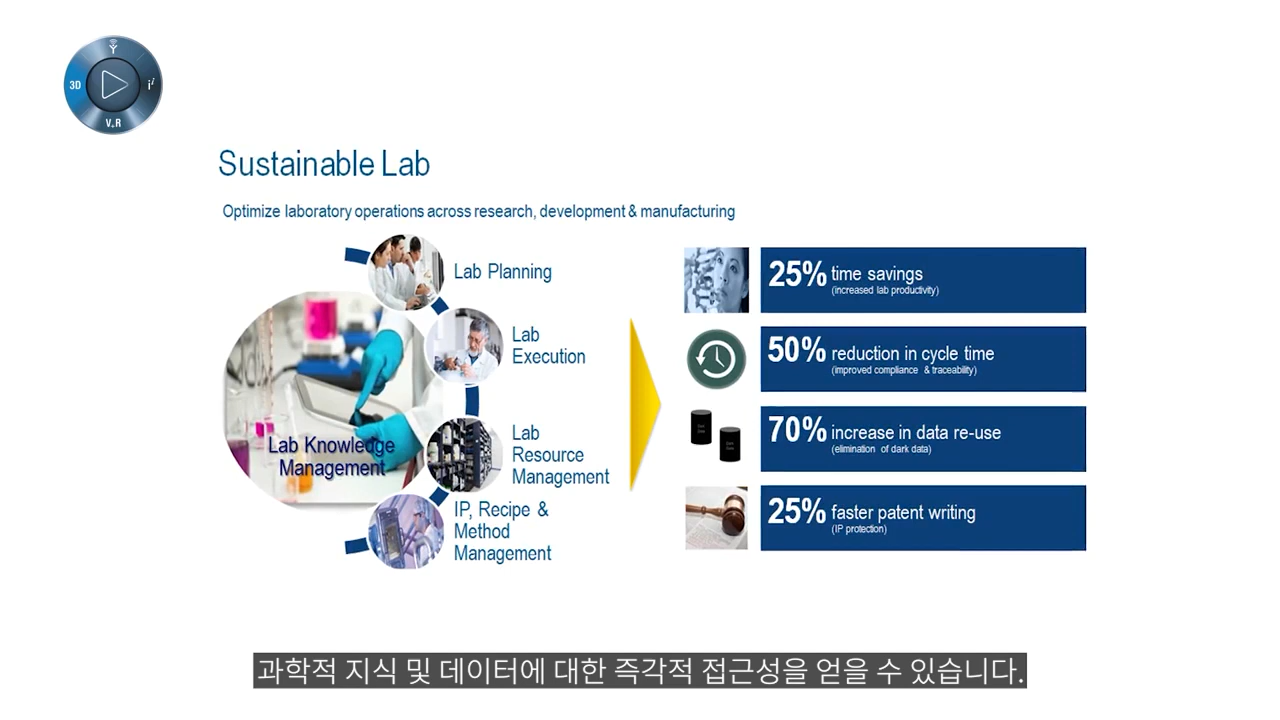 3D
i²
V.R
Sustainable Lab
Optimize laboratory operations across research, development & manufacturing
Lab Planning
Lab
Execution
Lab Knowledge
Management
Lab
Resource
Management
IP, Recipe &
Method
Management
25% time savings
(increased lab productivity)
50% reduction in cycle time
(improved compliance & traceability)
70% increase in data re-use
(elimination of dark data)
25% faster patent writing
(IP protection)
과학적 지식 및 데이터에 대한 즉각적 접근성을 얻을 수 있습니다.